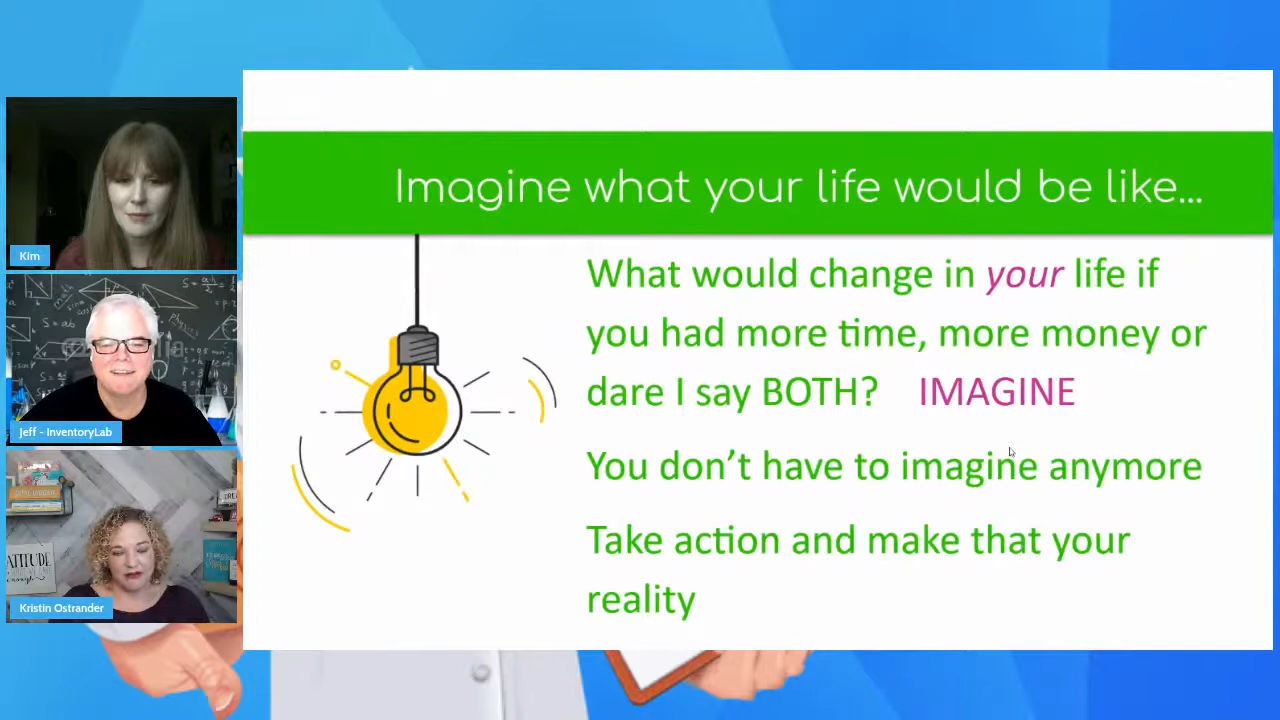 Imagine what your life would be like...
What would change in your life if
you had more time, more money or
dare I say BOTH? IMAGINE
You don't have to imagine anymore
Take action and make that your
reality
Kim
Jeff - InventoryLab
Kristin Ostrander